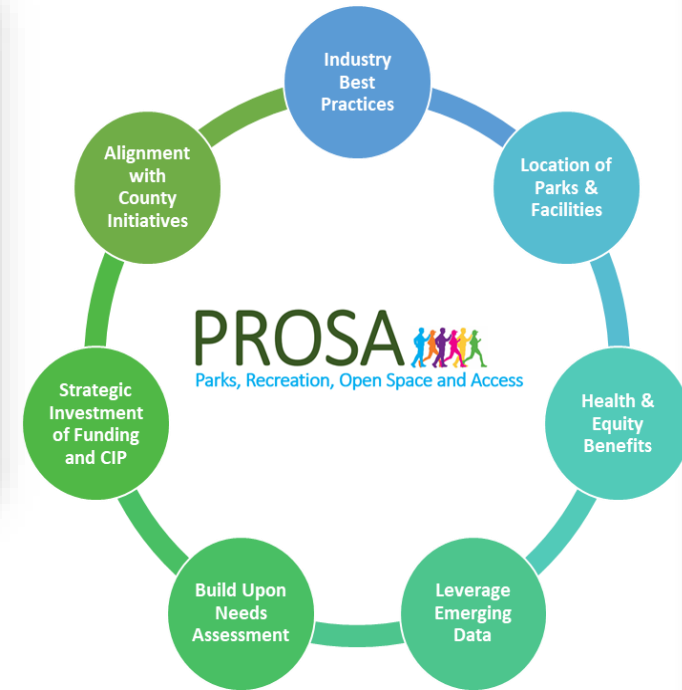 Industry
Best
Practices
Location of
Parks &
Facilities
Health &
Equity
Benefits
Leverage
Emerging
Data
Build Upon
Needs
Assessment
Strategic
Investment
of Funding
and CIP
Alignment
with
County
Initiatives
PROSA
Parks, Recreation, Open Space and Access